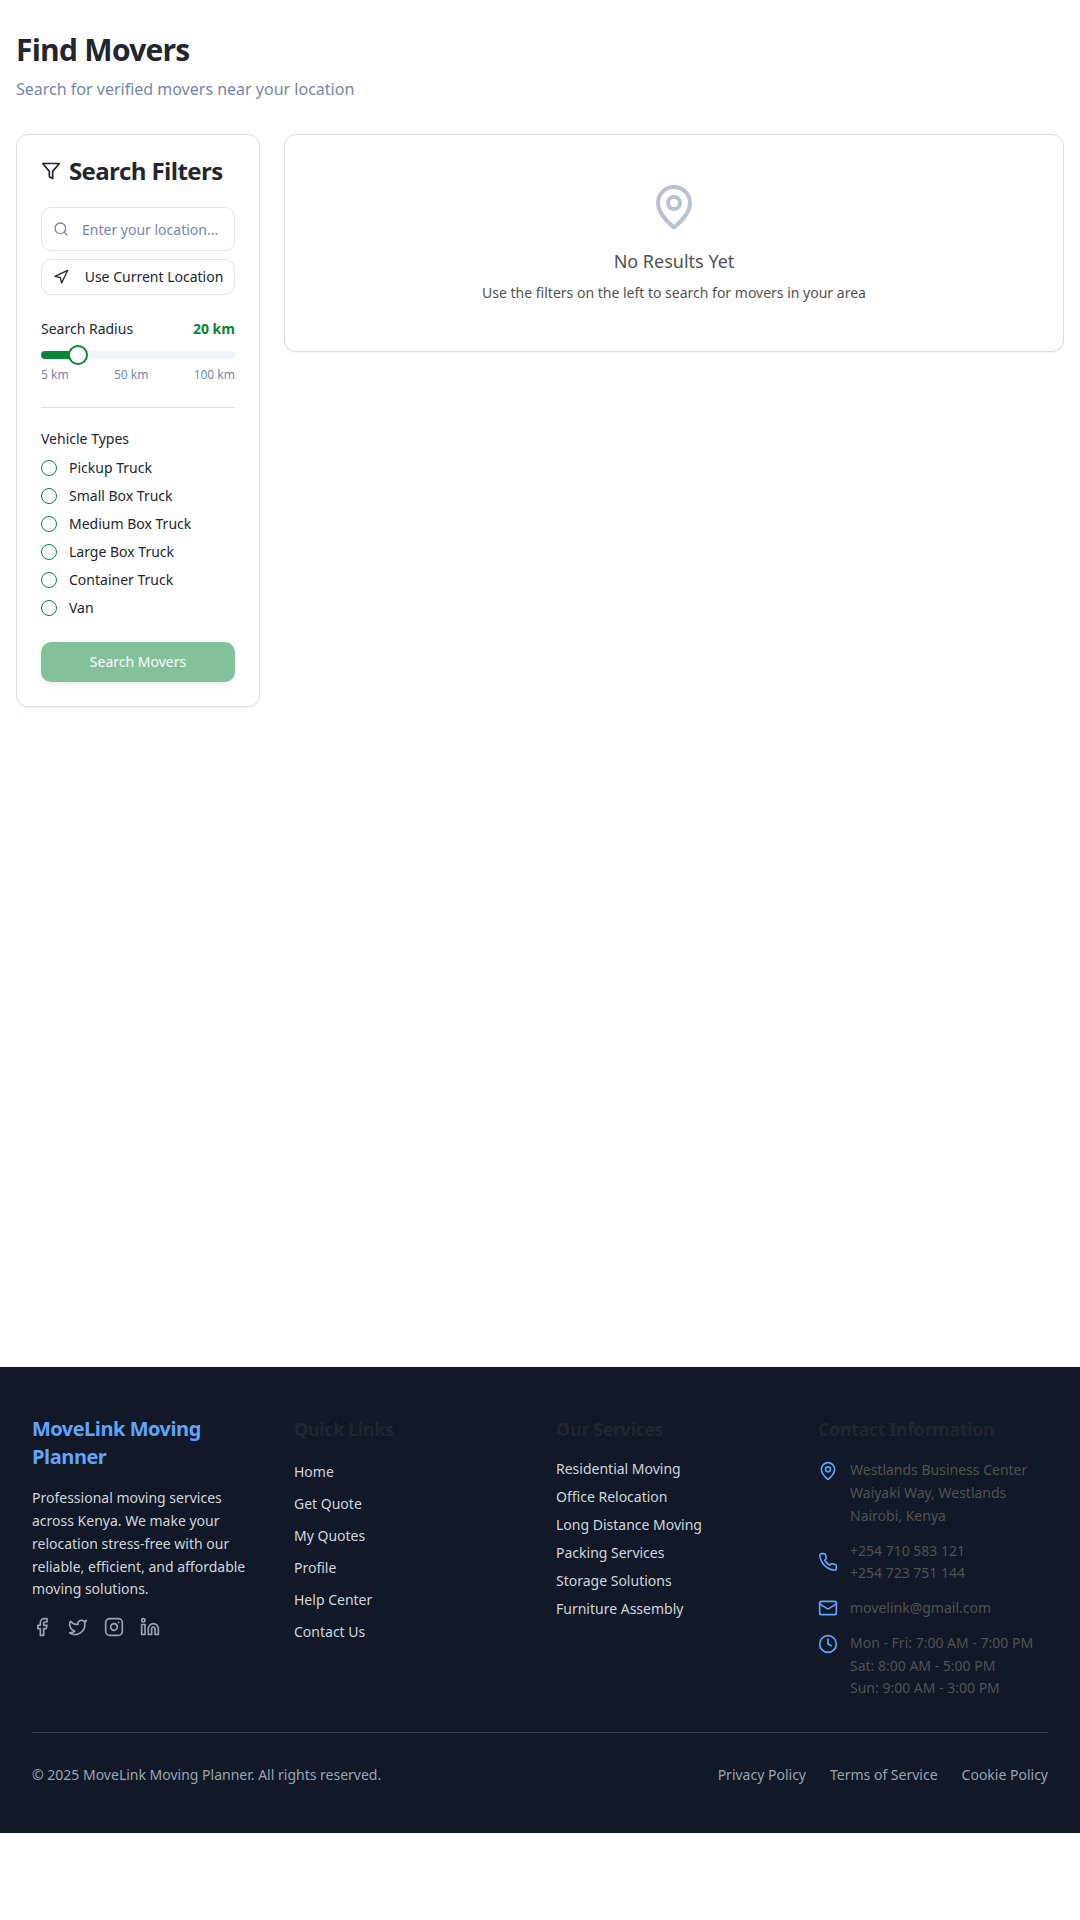 Find Movers
Search for verified movers near your location
Search Filters
Enter your location...
Use Current Location
Search Radius 20 km
5 km 50 km 100 km
Vehicle Types
Pickup Truck
Small Box Truck
Medium Box Truck
Large Box Truck
Container Truck
Van
Search Movers
No Results Yet
Use the filters on the left to search for movers in your area
MoveLink Moving
Planner
Professional moving services
across Kenya. We make your
relocation stress-free with our
reliable, efficient, and affordable
moving solutions.
Quick Links
Home
Get Quote
My Quotes
Profile
Help Center
Contact Us
Our Services
Residential Moving
Office Relocation
Long Distance Moving
Packing Services
Storage Solutions
Furniture Assembly
Contact Information
Westlands Business Center
Waiyaki Way, Westlands
Nairobi, Kenya
+254 710 583 121
+254 723 751 144
movelink@gmail.com
Mon - Fri: 7:00 AM - 7:00 PM
Sat: 8:00 AM - 5:00 PM
Sun: 9:00 AM - 3:00 PM
© 2025 MoveLink Moving Planner. All rights reserved.
Privacy Policy Terms of Service Cookie Policy